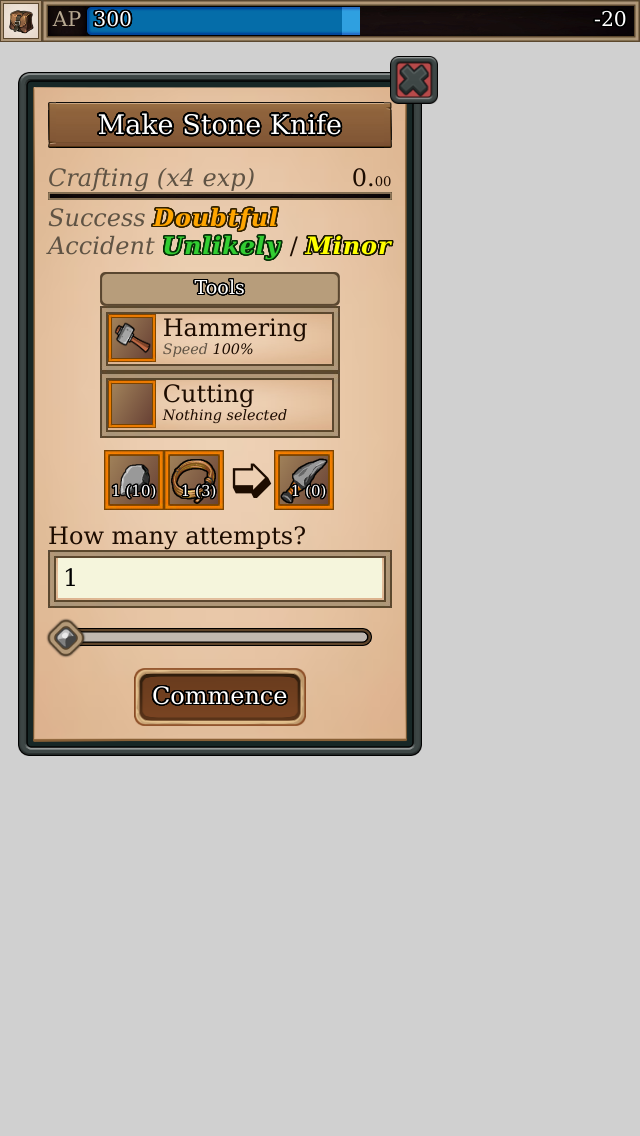 AP 300 -20
Make Stone Knife
Crafting (x4 exp) 0.00
Success Doubtful
Accident Unlikely / Minor
Tools
Hammering
Speed 100%
Cutting
Nothing selected
1 (10) 1 (3) 1 (0)
How many attempts?
1
Commence